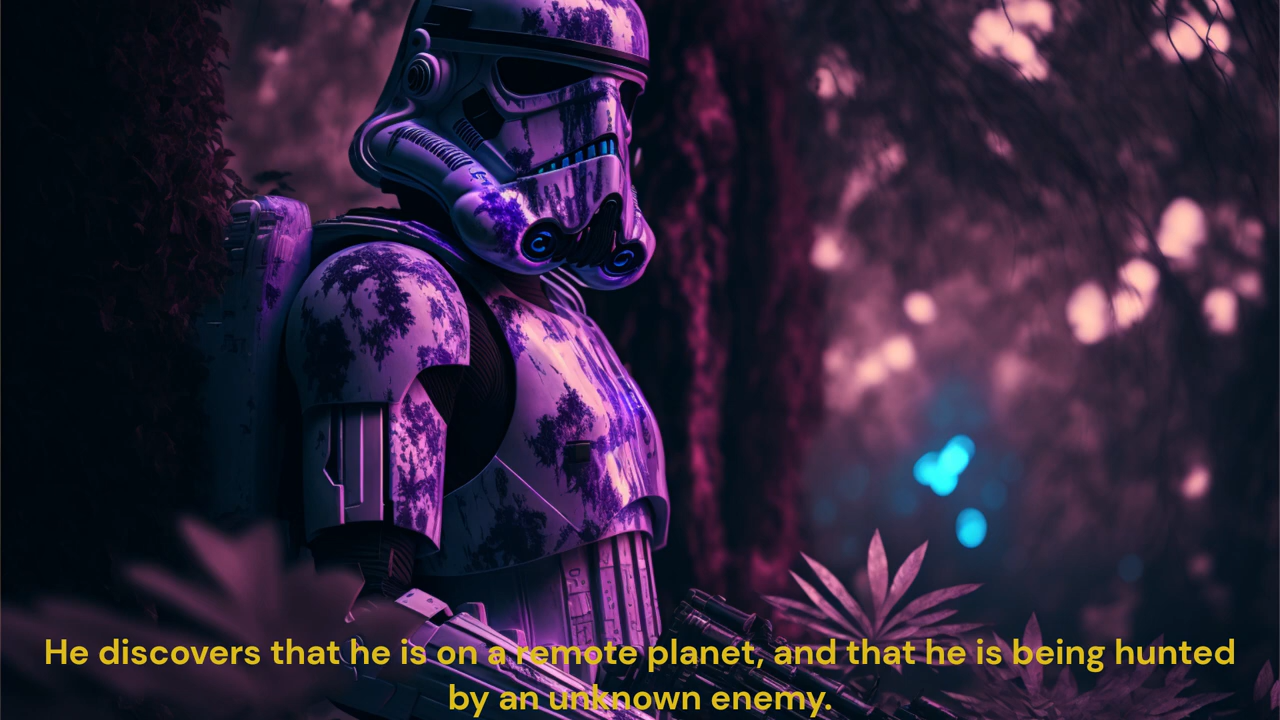 He discovers that he is on a remote planet, and that he is being hunted
by an unknown enemy.